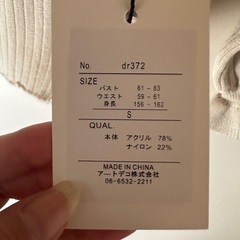 No. dr372
SIZE
バスト 81 - 83
ウエスト 59 - 61
身長 156 - 162
S
QUAL.
本体 アクリル 78%
ナイロン 22%
MADE IN CHINA
アートデコ株式会社
06-6532-2211